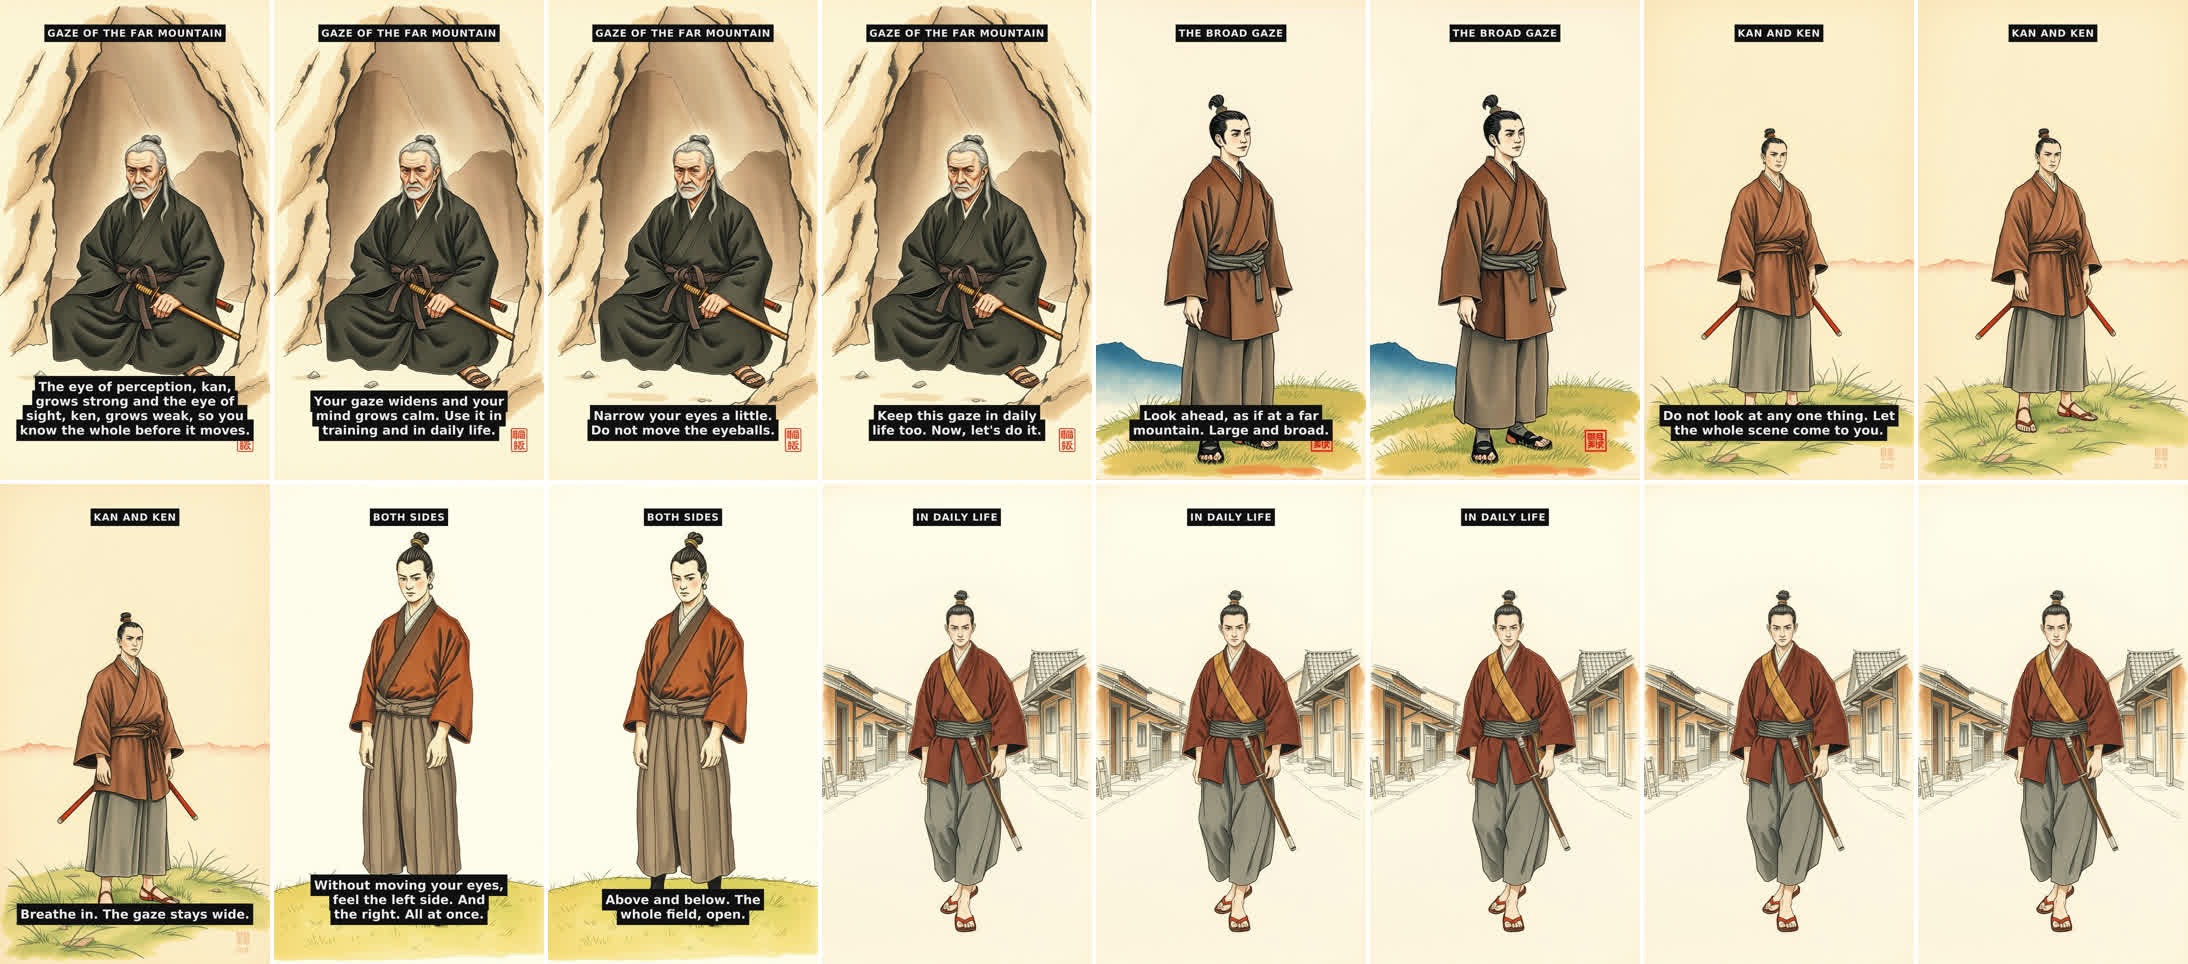 GAZE OF THE FAR MOUNTAIN
The eye of perception, kan,
grows strong and the eye of
sight, ken, grows weak, so you
know the whole before it moves.
GAZE OF THE FAR MOUNTAIN
Your gaze widens and your
mind grows calm. Use it in
training and in daily life.
GAZE OF THE FAR MOUNTAIN
Narrow your eyes a little.
Do not move the eyeballs.
GAZE OF THE FAR MOUNTAIN
Keep this gaze in daily
life too. Now, let's do it.
THE BROAD GAZE
Look ahead, as if at a far
mountain. Large and broad.
THE BROAD GAZE
KAN AND KEN
Do not look at any one thing. Let
the whole scene come to you.
KAN AND KEN
KAN AND KEN
Breathe in. The gaze stays wide.
BOTH SIDES
Without moving your eyes,
feel the left side. And
the right. All at once.
BOTH SIDES
Above and below. The
whole field, open.
IN DAILY LIFE
IN DAILY LIFE
IN DAILY LIFE